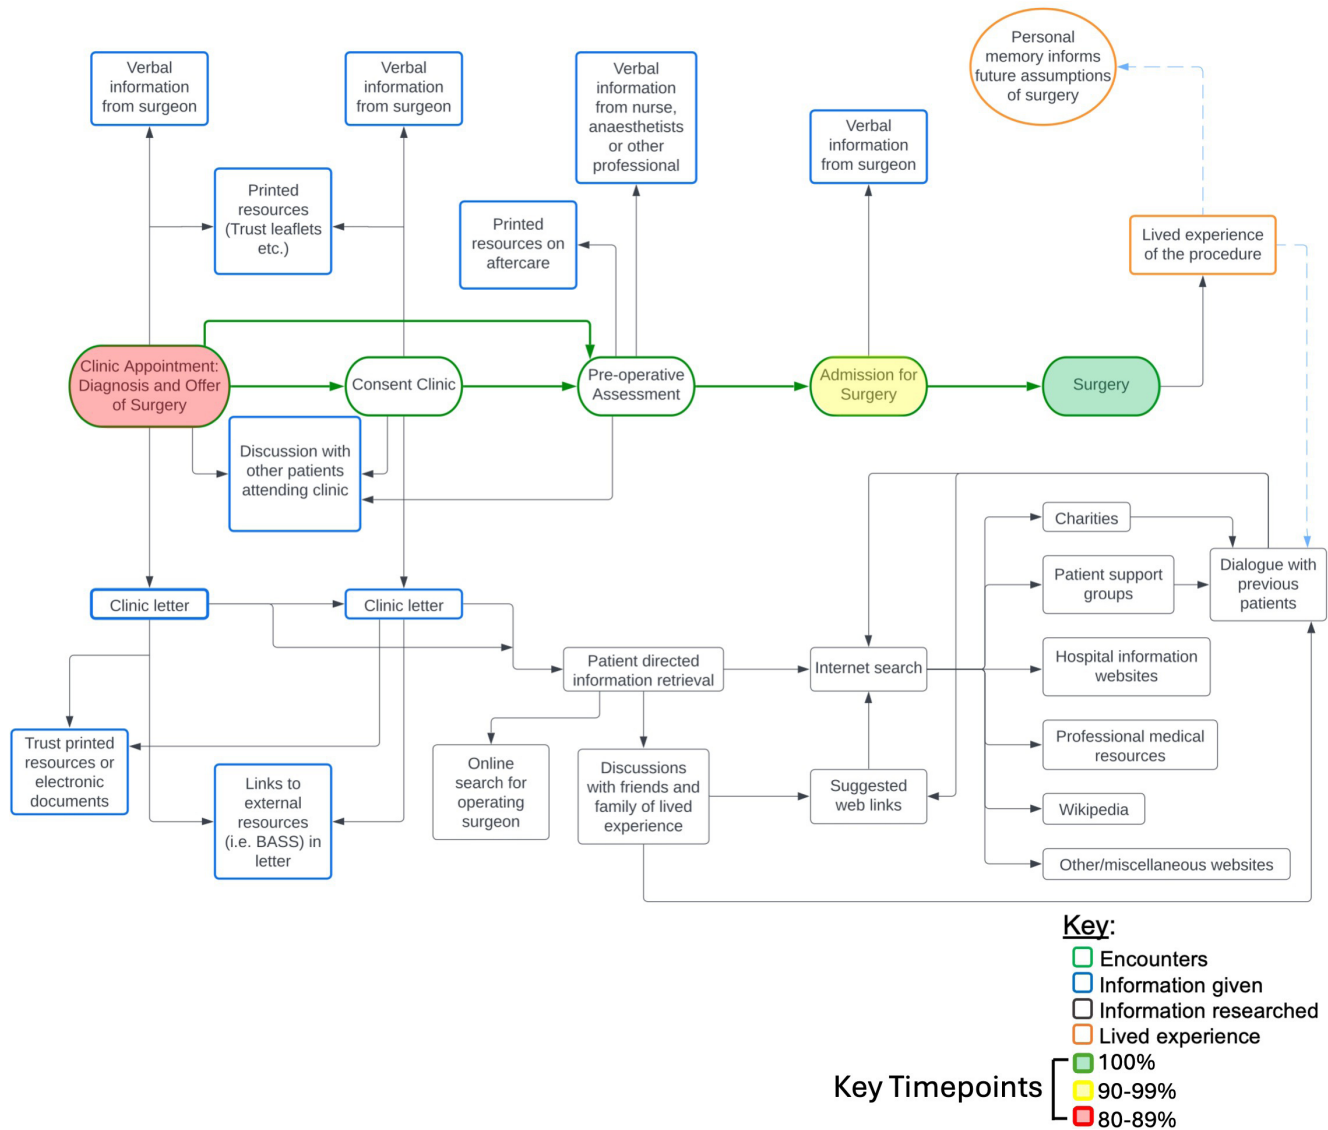 Personal
memory informs
future assumptions
of surgery
Verbal
information
from surgeon
Verbal
information
from surgeon
Verbal
information
from nurse,
anaesthetists
or other
professional
Verbal
information
from surgeon
Printed
resources
(Trust leaflets
etc.)
Printed
resources on
aftercare
Lived experience
of the procedure
Clinic Appointment:
Diagnosis and Offer
of Surgery
Consent Clinic
Pre-operative
Assessment
Admission for
Surgery
Surgery
Discussion with
other patients
attending clinic
Charities
Patient support
groups
Dialogue with
previous
patients
Clinic letter
Clinic letter
Patient directed
information retrieval
Internet search
Hospital information
websites
Trust printed
resources or
electronic
documents
Links to
external
resources
(i.e. BASS) in
letter
Online
search for
operating
surgeon
Discussions
with friends and
family of lived
experience
Suggested
web links
Professional medical
resources
Wikipedia
Other/miscellaneous websites
Key:
Encounters
Information given
Information researched
Lived experience
Key Timepoints
100%
90-99%
80-89%